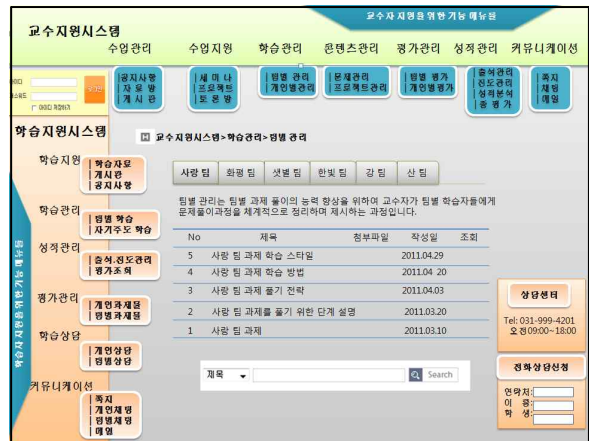 교수자 지원을 위한 기능 메뉴들
교수지원시스템
수업관리 수업지원 학습관리 콘텐츠관리 평가관리 성적관리 커뮤니케이션
공지사항
자 료 방
게 시 판
세 미 나
프로젝트
토 론 방
팀별 관리
개인별관리
문제관리
프로젝트관리
팀별 평가
개인별평가
출석관리
진도관리
성적분석
종 평 가
쪽지
채팅
메일
학습지원시스템
교수지원시스템>학습관리>팀별 관리
학습지원
학습자료
게시판
공지사항
학습관리
팀별 학습
자기주도 학습
성적관리
출석.진도관리
평가조회
평가관리
개인과제물
팀별과제물
학습상담
개인상담
팀별상담
커뮤니케이션
쪽지
개인채팅
팀별채팅
메일
학습자 지원을 위한 기능 메뉴들
사랑 팀 화평 팀 샛별 팀 한빛 팀 강 팀 산 팀
팀별 관리는 팀별 과제 풀이의 능력 향상을 위하여 교수자가 팀별 학습자들에게
문제풀이과정을 체계적으로 정리하며 제시하는 과정입니다.
No 제목 첨부파일 작성일 조회
5 사랑 팀 과제 학습 스타일 2011.04.29
4 사랑 팀 과제 학습 방법 2011.04 20
3 사랑 팀 과제 풀기 전략 2011.04.03
2 사랑 팀 과제를 풀기 위한 단계 설명 2011.03.20
1 사랑 팀 과제 2011.03.10
제목 Search
상담센터
Tel: 031-999-4201
오전09:00~18:00
전화상담신청
연락처:
이 름:
학 생: